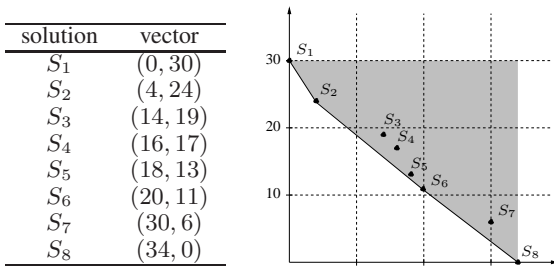 solution vector
S1 (0, 30)
S2 (4, 24)
S3 (14, 19)
S4 (16, 17)
S5 (18, 13)
S6 (20, 11)
S7 (30, 6)
S8 (34, 0)
S1
30
S2
20
S3
S4
S5
S6
10
S7
S8